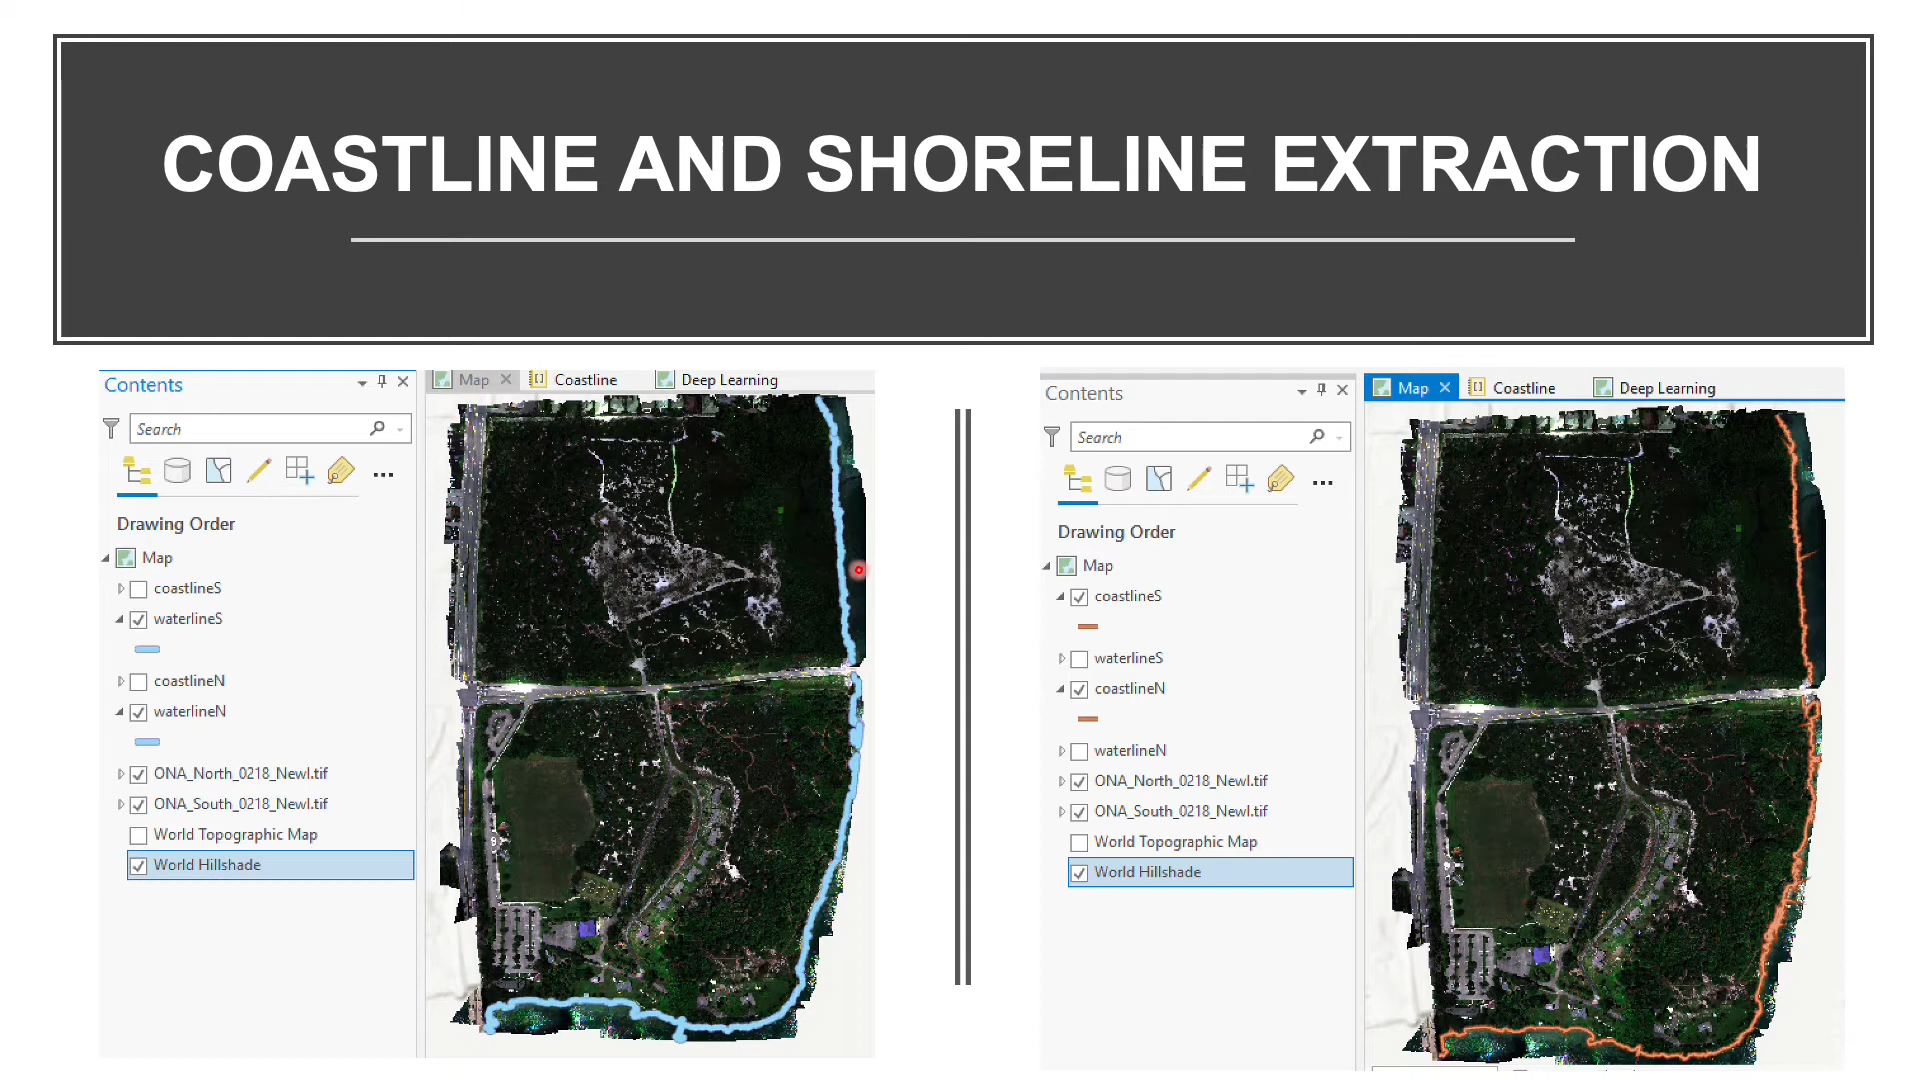 COASTLINE AND SHORELINE EXTRACTION
Contents
Search
Drawing Order
Map
coastlineS
waterlineS
coastlineN
waterlineN
ONA_North_0218_NewI.tif
ONA_South_0218_NewI.tif
World Topographic Map
World Hillshade
Map
Coastline
Deep Learning
Contents
Search
Drawing Order
Map
coastlineS
waterlineS
coastlineN
waterlineN
ONA_North_0218_NewI.tif
ONA_South_0218_NewI.tif
World Topographic Map
World Hillshade
Map
Coastline
Deep Learning